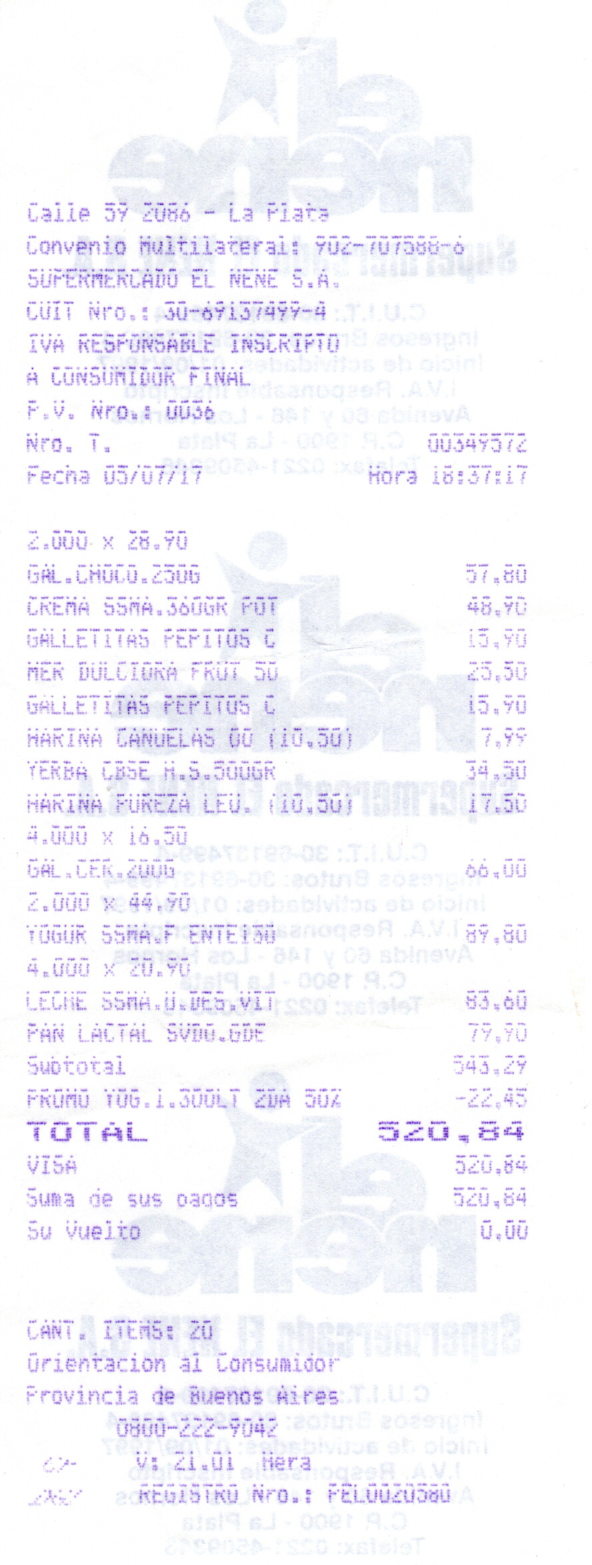 Calle 59 2086 - La Plata
Convenio Multilateral: 902-707588-6
SUPERMERCADO EL NENE S.A.
CUIT Nro.: 30-69137499-4
IVA RESPONSABLE INSCRIPTO
A CONSUMIDOR FINAL
P.V. Nro.: 0036
Nro. T. 00349572
Fecha 05/07/17 Hora 18:37:17
2.000 x 28.90
GAL.CHOCO.250G 57,80
CREMA SSMA.360GR POT 48,90
GALLETITAS PEPITOS C 15,90
MER DULCIORA FRUT 50 25,50
GALLETITAS PEPITOS C 15,90
HARINA CANUELAS 00 (10.50) 7,99
YERBA CBSE H.S.500GR 34,50
HARINA PUREZA LEU. (10.50) 17,50
4.000 x 16.50
GAL.CER.200G 66,00
2.000 x 44.90
YOGUR SSMA.F ENTE150 89,80
4.000 x 20.90
LECHE SSMA.D.DES.VIT 83,60
PAN LACTAL SVDO.GDE 79,90
Subtotal 543,29
PROMO YOG.1.300LT 2DA 50% -22,45
TOTAL 520,84
VISA 520,84
Suma de sus pagos 520,84
Su Vuelto 0,00
CANT. ITEMS: 20
Orientacion al Consumidor
Provincia de Buenos Aires
0800-222-9042
CF V: 21.01 Hera
REGISTRO Nro.: PEL0020380